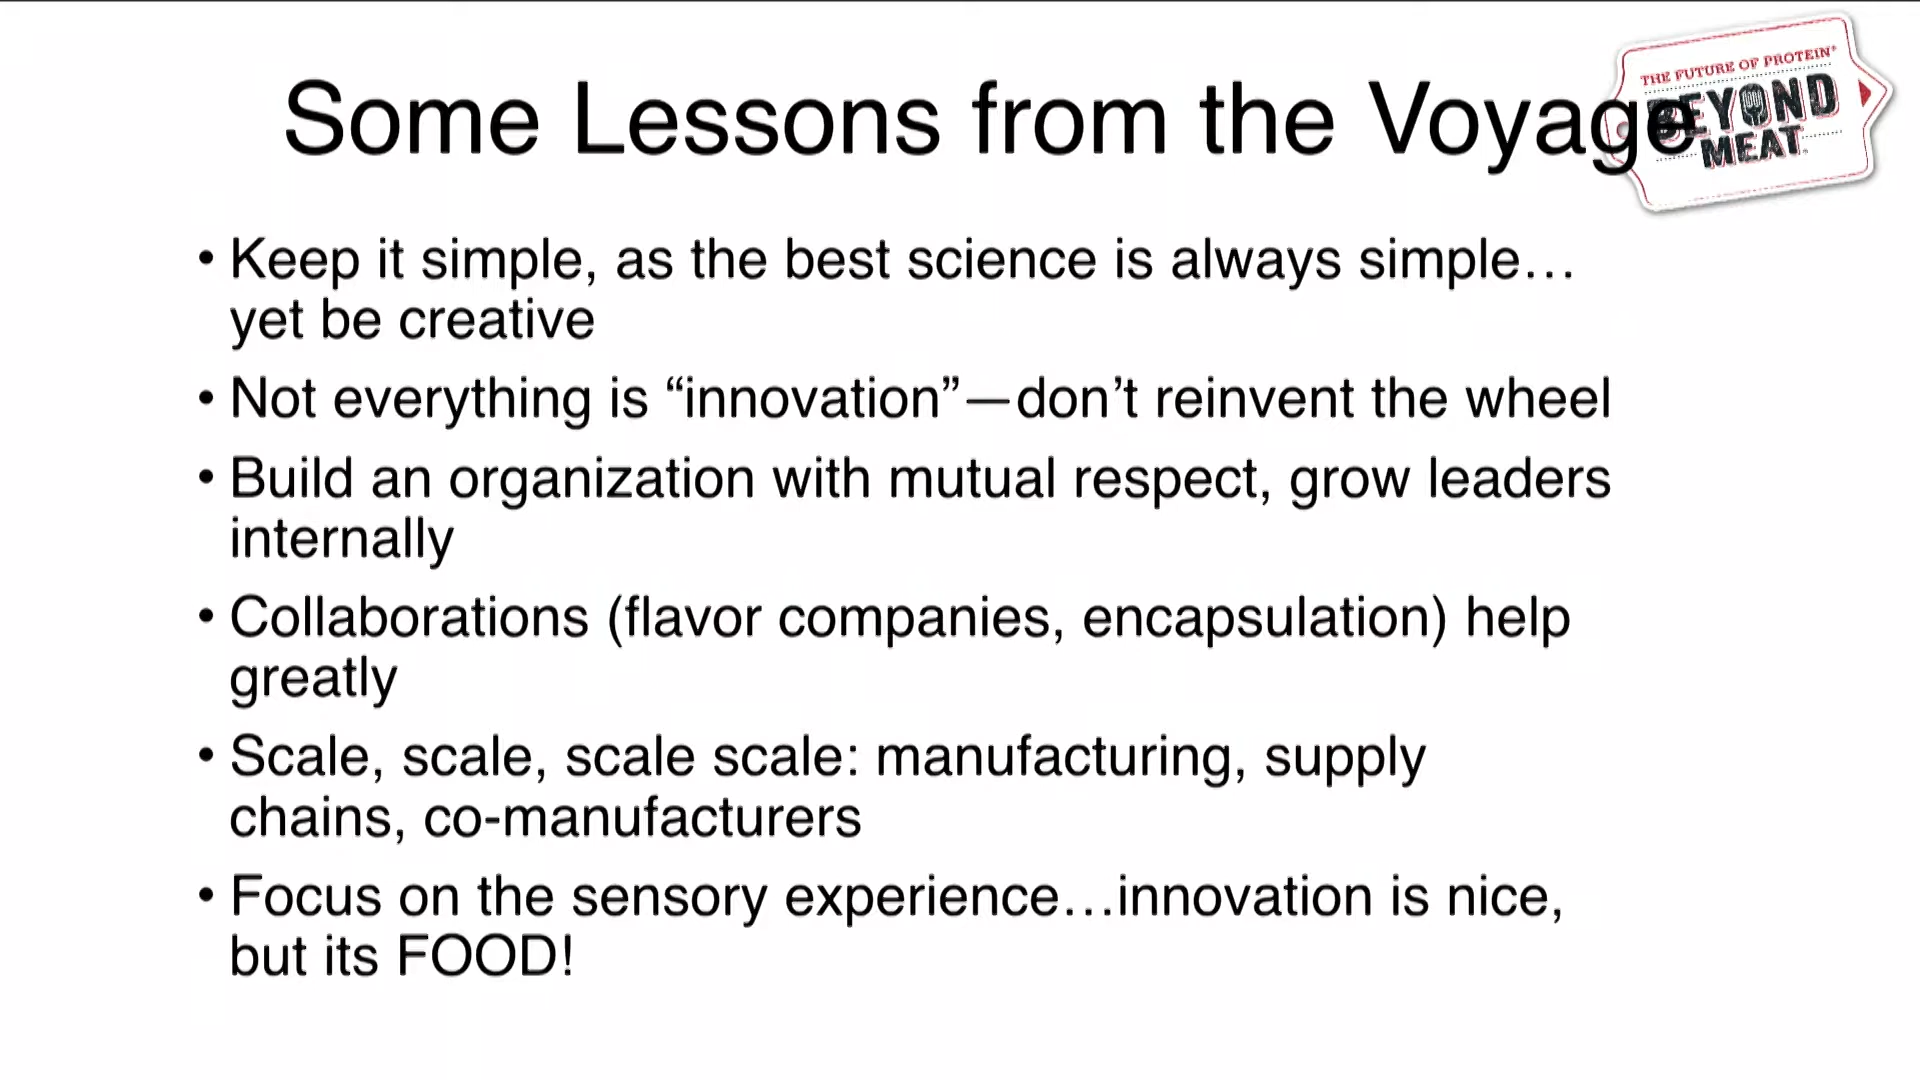 Some Lessons from the Voyage
THE FUTURE OF PROTEIN®
BEYOND
MEAT
• Keep it simple, as the best science is always simple…
yet be creative
• Not everything is “innovation”—don’t reinvent the wheel
• Build an organization with mutual respect, grow leaders
internally
• Collaborations (flavor companies, encapsulation) help
greatly
• Scale, scale, scale scale: manufacturing, supply
chains, co-manufacturers
• Focus on the sensory experience…innovation is nice,
but its FOOD!